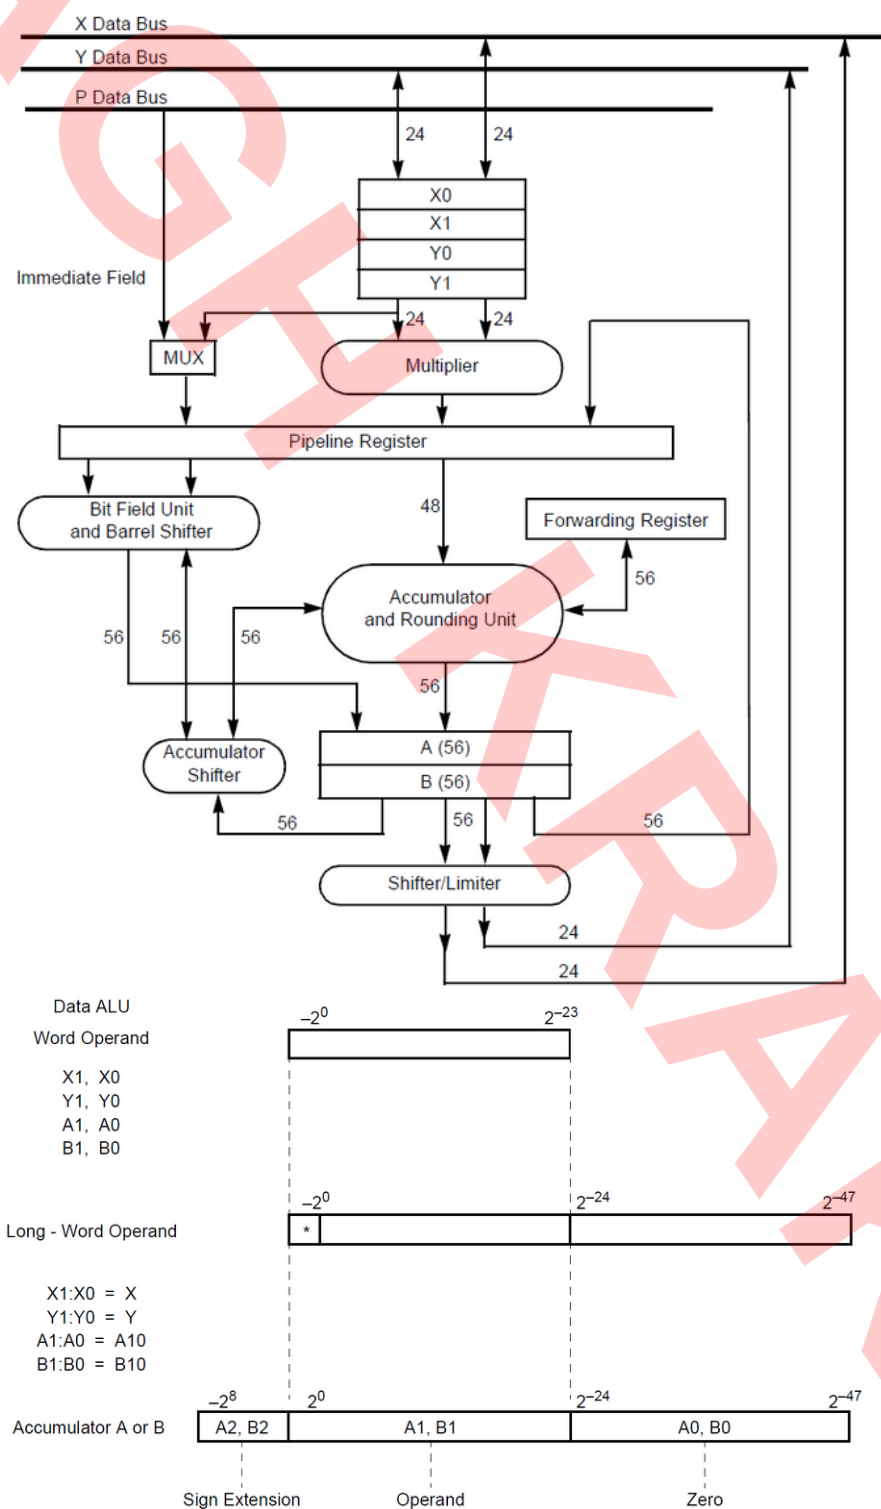 X Data Bus
Y Data Bus
P Data Bus
24
24
X0
X1
Y0
Y1
Immediate Field
24
24
MUX
Multiplier
Pipeline Register
Bit Field Unit
and Barrel Shifter
48
Forwarding Register
56
Accumulator
and Rounding Unit
56
56
56
56
Accumulator
Shifter
A (56)
B (56)
56
56
56
Shifter/Limiter
24
24
Data ALU
Word Operand
–2⁰
2⁻²³
X1, X0
Y1, Y0
A1, A0
B1, B0
–2⁰
2⁻²⁴
2⁻⁴⁷
Long - Word Operand
*
X1:X0 = X
Y1:Y0 = Y
A1:A0 = A10
B1:B0 = B10
–2⁸
2⁰
2⁻²⁴
2⁻⁴⁷
Accumulator A or B
A2, B2
A1, B1
A0, B0
Sign Extension
Operand
Zero